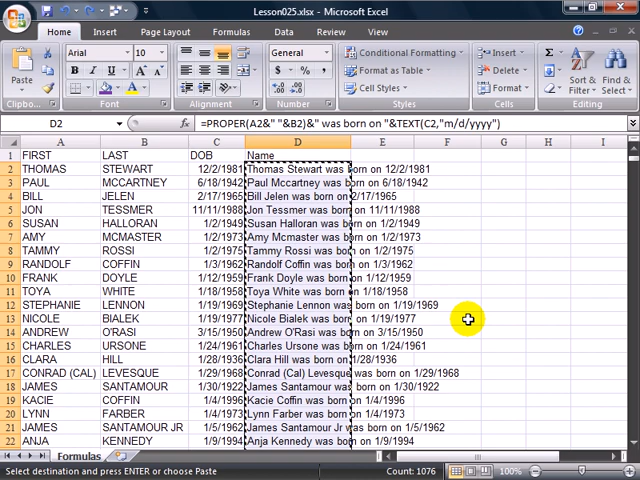 Lesson025.xlsx - Microsoft Excel
Home Insert Page Layout Formulas Data Review View
Paste Arial 10 B I U A A General $ % , Conditional Formatting Format as Table Cell Styles Insert Delete Format Σ Sort & Filter Find & Select
Clipbo... Font Alignment Number Styles Cells Editing
D2 =PROPER(A2&" "&B2)&" was born on "&TEXT(C2,"m/d/yyyy")
A B C D E F G H I
1 FIRST LAST DOB Name
2 THOMAS STEWART 12/2/1981 Thomas Stewart was born on 12/2/1981
3 PAUL MCCARTNEY 6/18/1942 Paul Mccartney was born on 6/18/1942
4 BILL JELEN 2/17/1965 Bill Jelen was born on 2/17/1965
5 JON TESSMER 11/11/1988 Jon Tessmer was born on 11/11/1988
6 SUSAN HALLORAN 1/2/1949 Susan Halloran was born on 1/2/1949
7 AMY MCMASTER 1/2/1973 Amy Mcmaster was born on 1/2/1973
8 TAMMY ROSSI 1/2/1975 Tammy Rossi was born on 1/2/1975
9 RANDOLF COFFIN 1/3/1962 Randolf Coffin was born on 1/3/1962
10 FRANK DOYLE 1/12/1959 Frank Doyle was born on 1/12/1959
11 TOYA WHITE 1/18/1958 Toya White was born on 1/18/1958
12 STEPHANIE LENNON 1/19/1969 Stephanie Lennon was born on 1/19/1969
13 NICOLE BIALEK 1/19/1977 Nicole Bialek was born on 1/19/1977
14 ANDREW O'RASI 3/15/1950 Andrew O'Rasi was born on 3/15/1950
15 CHARLES URSONE 1/24/1961 Charles Ursone was born on 1/24/1961
16 CLARA HILL 1/28/1936 Clara Hill was born on 1/28/1936
17 CONRAD (CAL) LEVESQUE 1/29/1968 Conrad (Cal) Levesque was born on 1/29/1968
18 JAMES SANTAMOUR 1/30/1922 James Santamour was born on 1/30/1922
19 KACIE COFFIN 1/4/1996 Kacie Coffin was born on 1/4/1996
20 LYNN FARBER 1/4/1973 Lynn Farber was born on 1/4/1973
21 JAMES SANTAMOUR JR 1/5/1962 James Santamour Jr was born on 1/5/1962
22 ANJA KENNEDY 1/9/1994 Anja Kennedy was born on 1/9/1994
Formulas
Select destination and press ENTER or choose Paste Count: 1076 100%